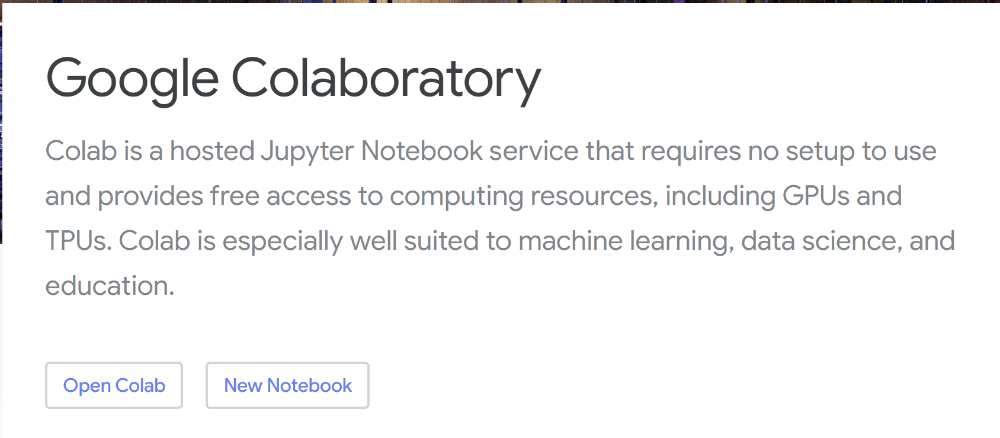 Google Colaboratory
Colab is a hosted Jupyter Notebook service that requires no setup to use
and provides free access to computing resources, including GPUs and
TPUs. Colab is especially well suited to machine learning, data science, and
education.
Open Colab
New Notebook